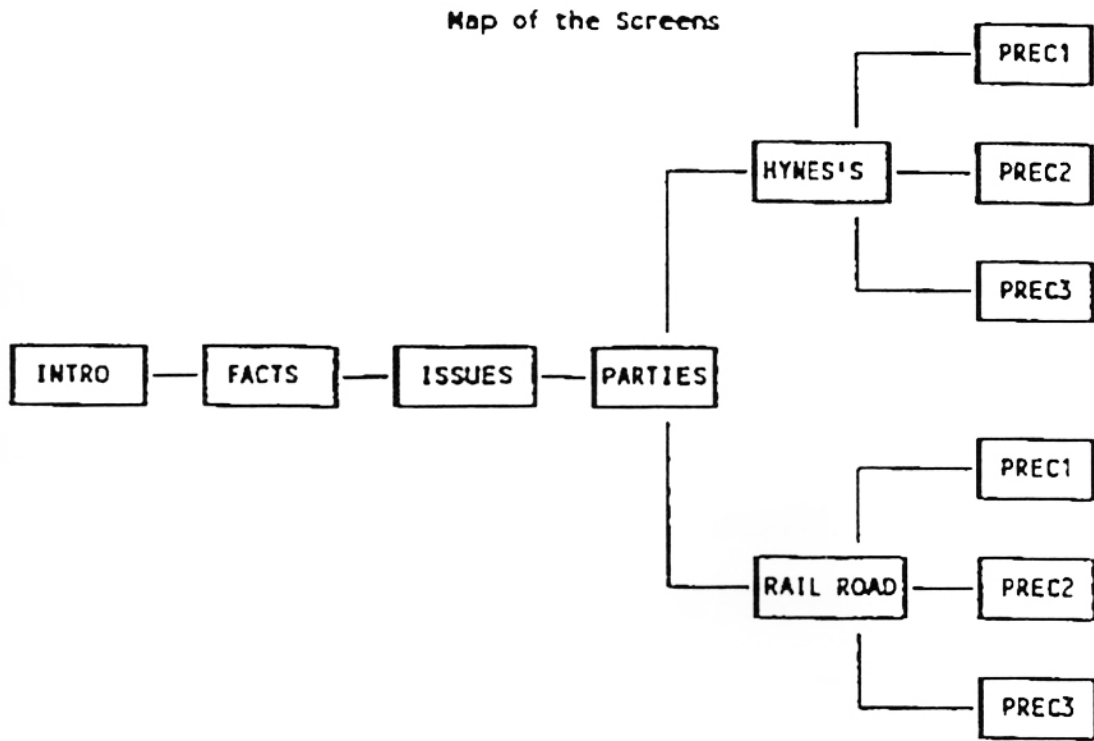 Map of the Screens
PREC1
HYNES'S
PREC2
PREC3
INTRO
FACTS
ISSUES
PARTIES
PREC1
RAIL ROAD
PREC2
PREC3